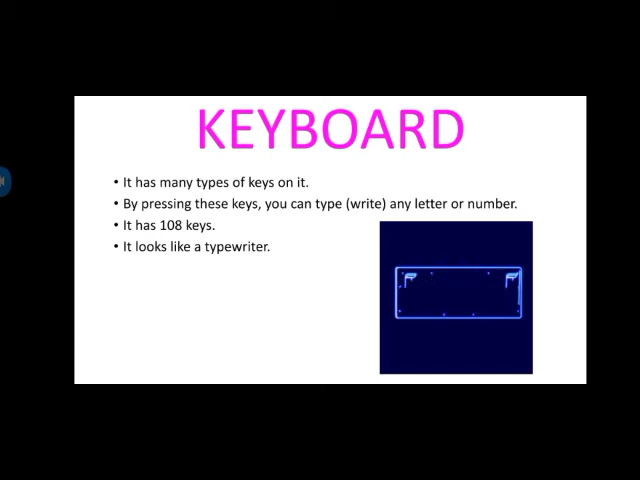 KEYBOARD
• It has many types of keys on it.
• By pressing these keys, you can type (write) any letter or number.
• It has 108 keys.
• It looks like a typewriter.